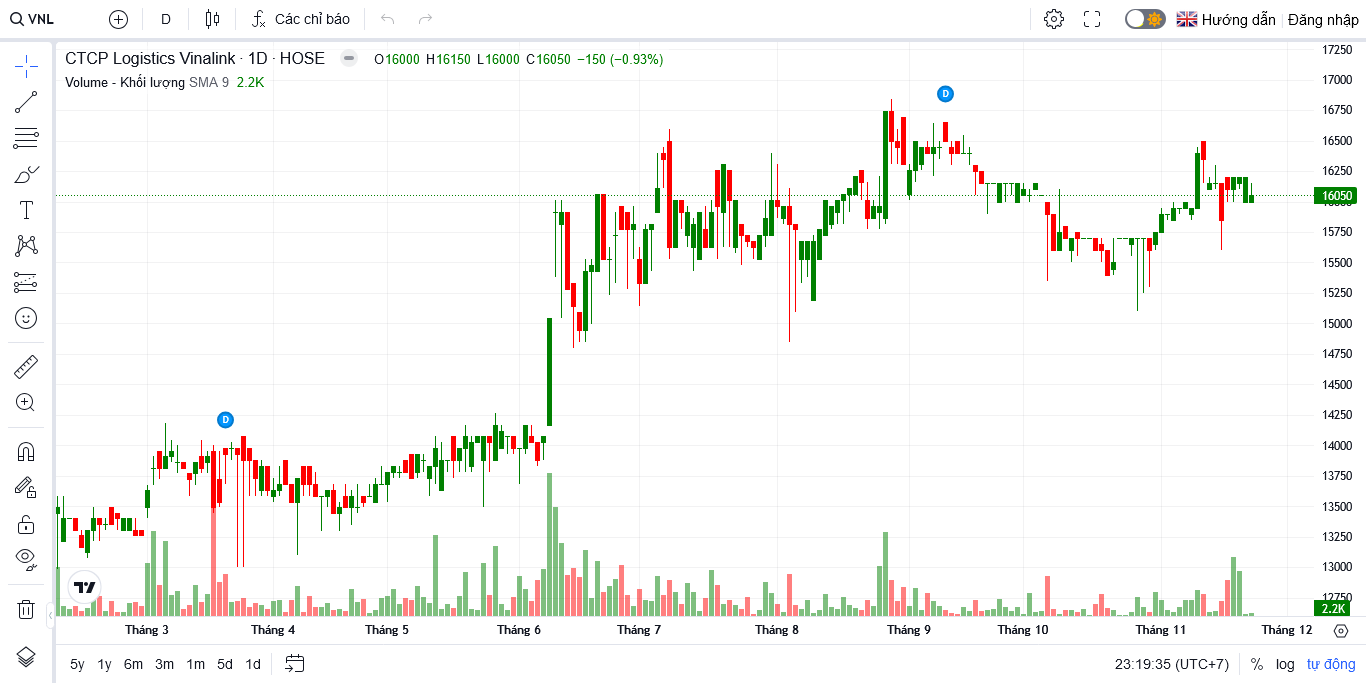 VNL D Các chỉ báo Hướng dẫn Đăng nhập
CTCP Logistics Vinalink · 1D · HOSE O16000 H16150 L16000 C16050 −150 (−0.93%)
Volume - Khối lượng SMA 9 2.2K
D
D
17250
17000
16750
16500
16250
16050
16000
15750
15500
15250
15000
14750
14500
14250
14000
13750
13500
13250
13000
12750
2.2K
Tháng 3 Tháng 4 Tháng 5 Tháng 6 Tháng 7 Tháng 8 Tháng 9 Tháng 10 Tháng 11 Tháng 12
5y 1y 6m 3m 1m 5d 1d 23:19:35 (UTC+7) % log tự động